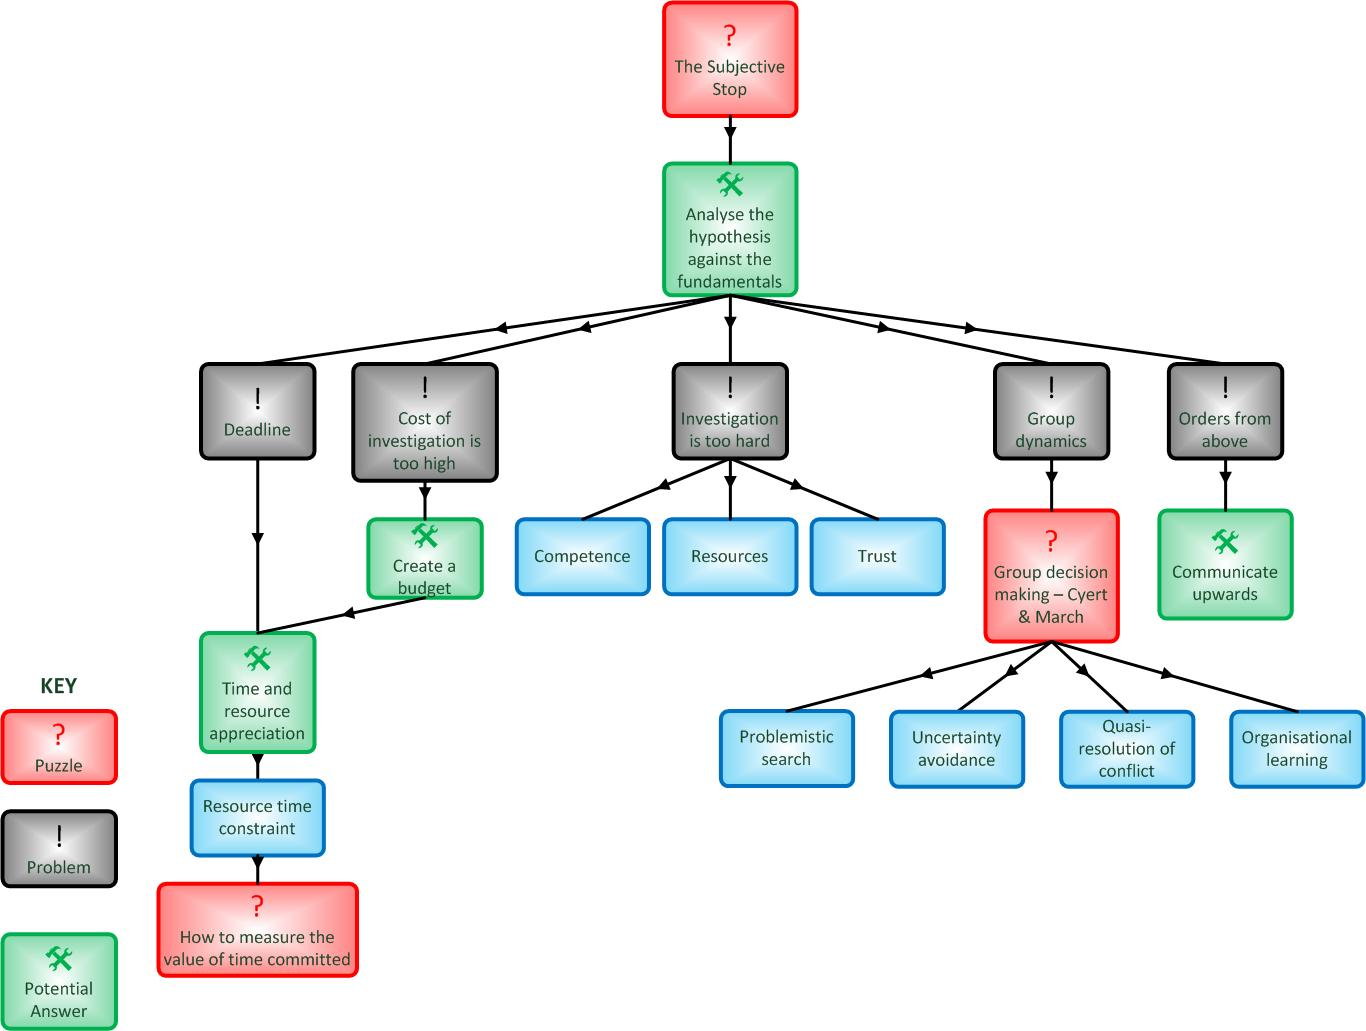 ?
The Subjective
Stop
Analyse the
hypothesis
against the
fundamentals
!
Deadline
!
Cost of
investigation is
too high
!
Investigation
is too hard
!
Group
dynamics
!
Orders from
above
Create a
budget
Competence
Resources
Trust
?
Group decision
making – Cyert
& March
Communicate
upwards
Time and
resource
appreciation
Problemistic
search
Uncertainty
avoidance
Quasi-
resolution of
conflict
Organisational
learning
Resource time
constraint
?
How to measure the
value of time committed
KEY
?
Puzzle
!
Problem
Potential
Answer